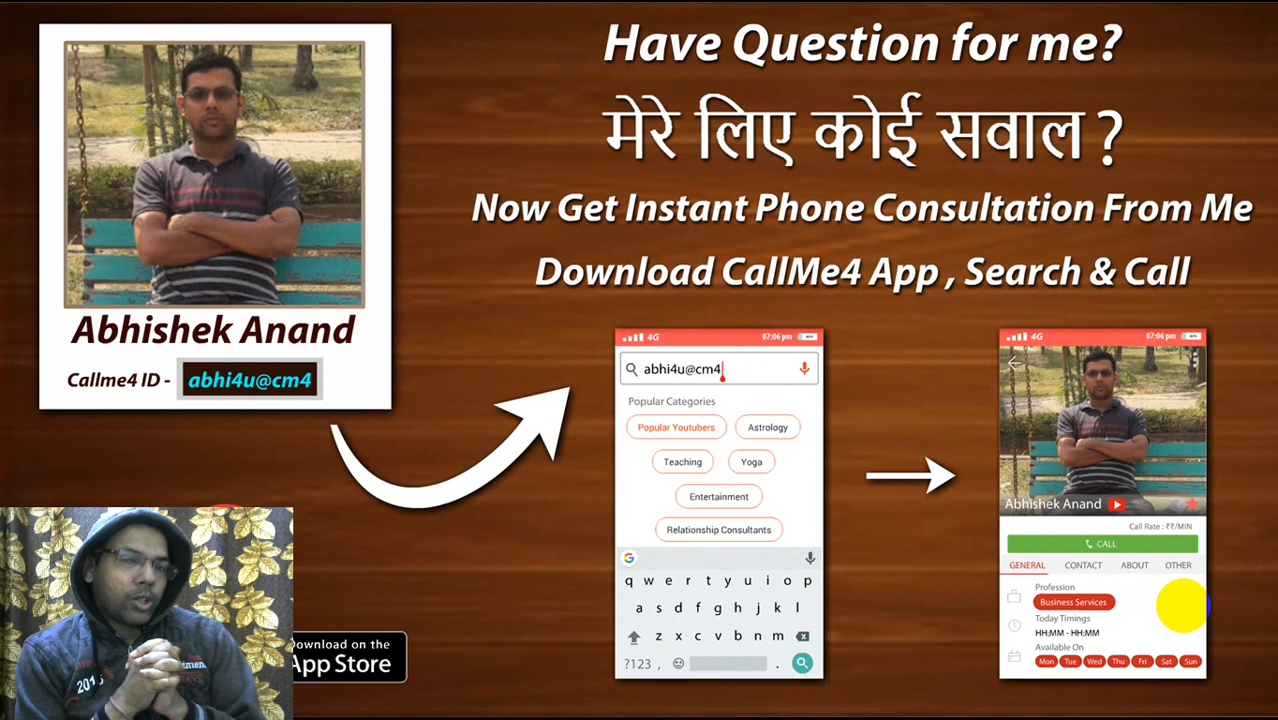 Have Question for me?
मेरे लिए कोई सवाल ?
Now Get Instant Phone Consultation From Me
Download CallMe4 App , Search & Call
Abhishek Anand
Callme4 ID - abhi4u@cm4
4G 07:06 pm
abhi4u@cm4
Popular Categories
Popular Youtubers Astrology
Teaching Yoga
Entertainment
Relationship Consultants
q w e r t y u i o p
a s d f g h j k l
z x c v b n m
?123 , .
4G 07:06 pm
Abhishek Anand
Call Rate : ₹₹/MIN
CALL
GENERAL CONTACT ABOUT OTHER
Profession
Business Services
Today Timings
HH:MM - HH:MM
Available On
Mon Tue Wed Thu Fri Sat Sun
ownload on the
App Store